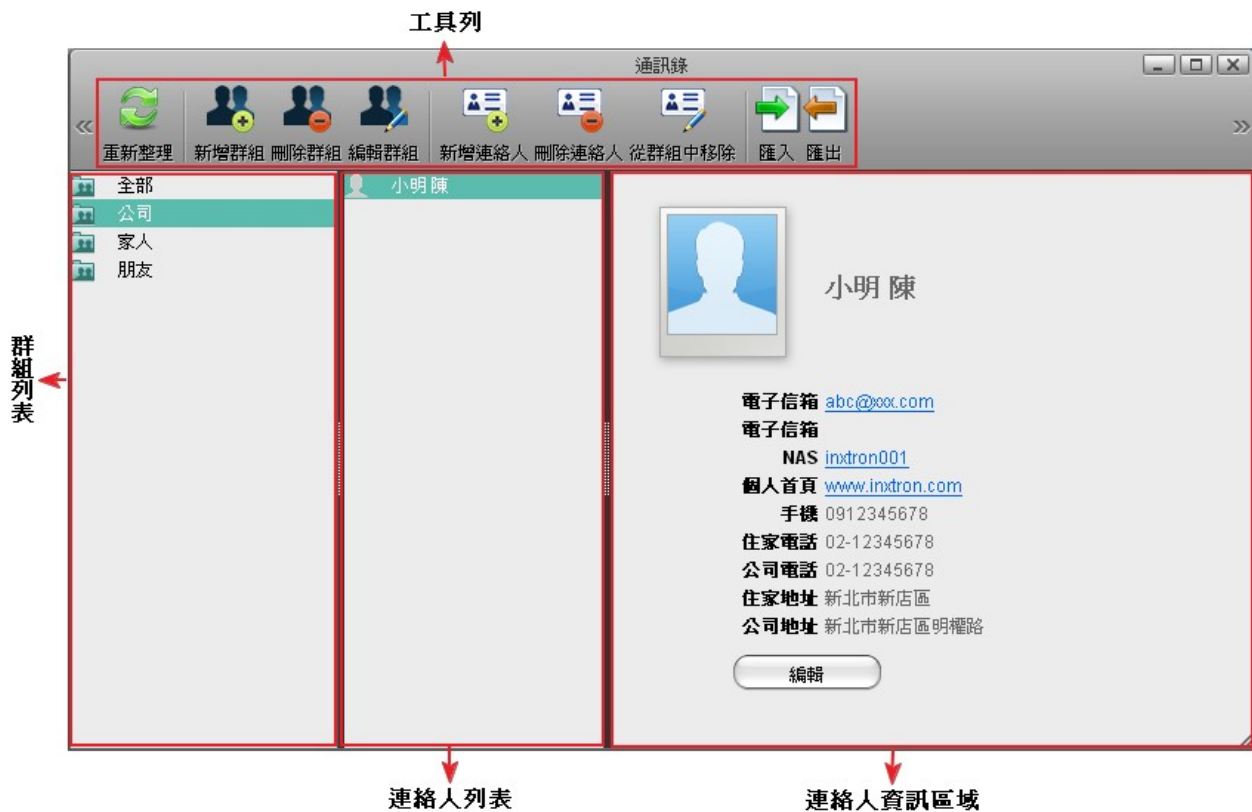 工具列
通訊錄
重新整理 新增群組 刪除群組 編輯群組 新增連絡人 刪除連絡人 從群組中移除 匯入 匯出
全部
公司
家人
朋友
小明 陳
小明 陳
電子信箱 abc@xxx.com
電子信箱
NAS inxtron001
個人首頁 www.inxtron.com
手機 0912345678
住家電話 02-12345678
公司電話 02-12345678
住家地址 新北市新店區
公司地址 新北市新店區明權路
編輯
群組列表
連絡人列表
連絡人資訊區域